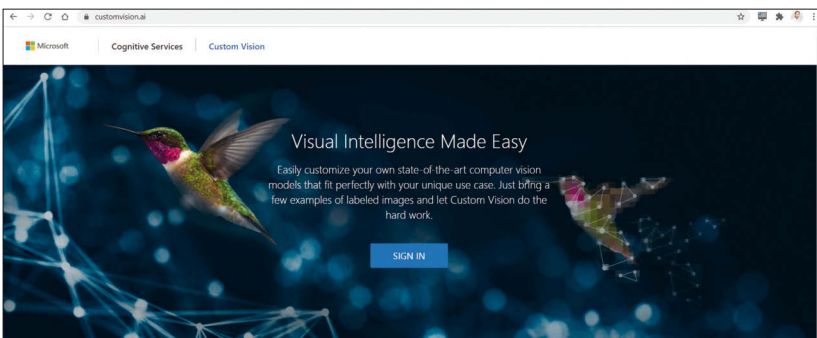 customvision.ai
Microsoft Cognitive Services Custom Vision
Visual Intelligence Made Easy
Easily customize your own state-of-the-art computer vision
models that fit perfectly with your unique use case. Just bring a
few examples of labeled images and let Custom Vision do the
hard work.
SIGN IN